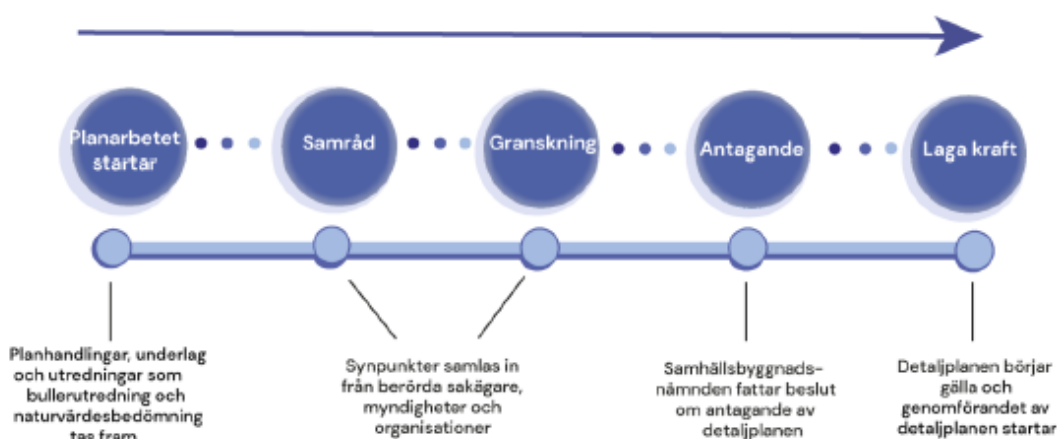 Planarbetet
startar
Samråd
Granskning
Antagande
Laga kraft
Planhandlingar, underlag
och utredningar som
bullerutredning och
naturvärdesbedömning
tas fram
Synpunkter samlas in
från berörda sakägare,
myndigheter och
organisationer
Samhällsbyggnads-
nämnden fattar beslut
om antagande av
detaljplanen
Detaljplanen börjar
gälla och
genomförandet av
detaljplanen startar